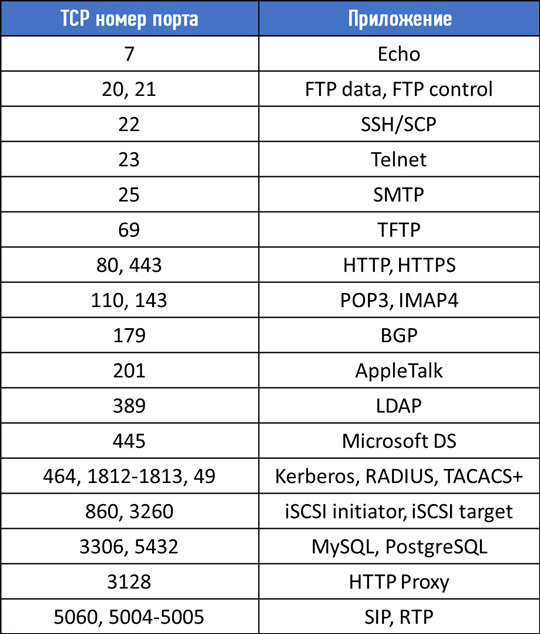 TCP номер порта Приложение
7 Echo
20, 21 FTP data, FTP control
22 SSH/SCP
23 Telnet
25 SMTP
69 TFTP
80, 443 HTTP, HTTPS
110, 143 POP3, IMAP4
179 BGP
201 AppleTalk
389 LDAP
445 Microsoft DS
464, 1812-1813, 49 Kerberos, RADIUS, TACACS+
860, 3260 iSCSI initiator, iSCSI target
3306, 5432 MySQL, PostgreSQL
3128 HTTP Proxy
5060, 5004-5005 SIP, RTP